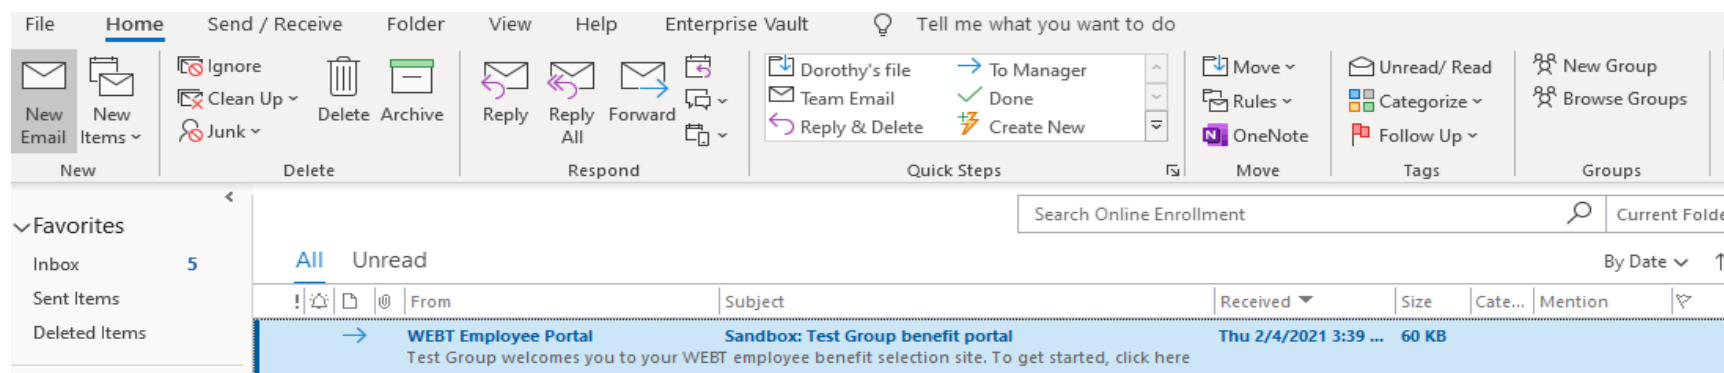 File Home Send / Receive Folder View Help Enterprise Vault Tell me what you want to do
New Email
New Items
Ignore
Clean Up
Junk
Delete
Archive
Reply
Reply All
Forward
Dorothy's file
To Manager
Team Email
Done
Reply & Delete
Create New
Move
Rules
OneNote
Unread/ Read
Categorize
Follow Up
New Group
Browse Groups
New Delete Respond Quick Steps Move Tags Groups
Favorites
Inbox 5
Sent Items
Deleted Items
Search Online Enrollment
Current Folde
All Unread
By Date
! From Subject Received Size Cate... Mention
WEBT Employee Portal Sandbox: Test Group benefit portal Thu 2/4/2021 3:39 ... 60 KB
Test Group welcomes you to your WEBT employee benefit selection site. To get started, click here